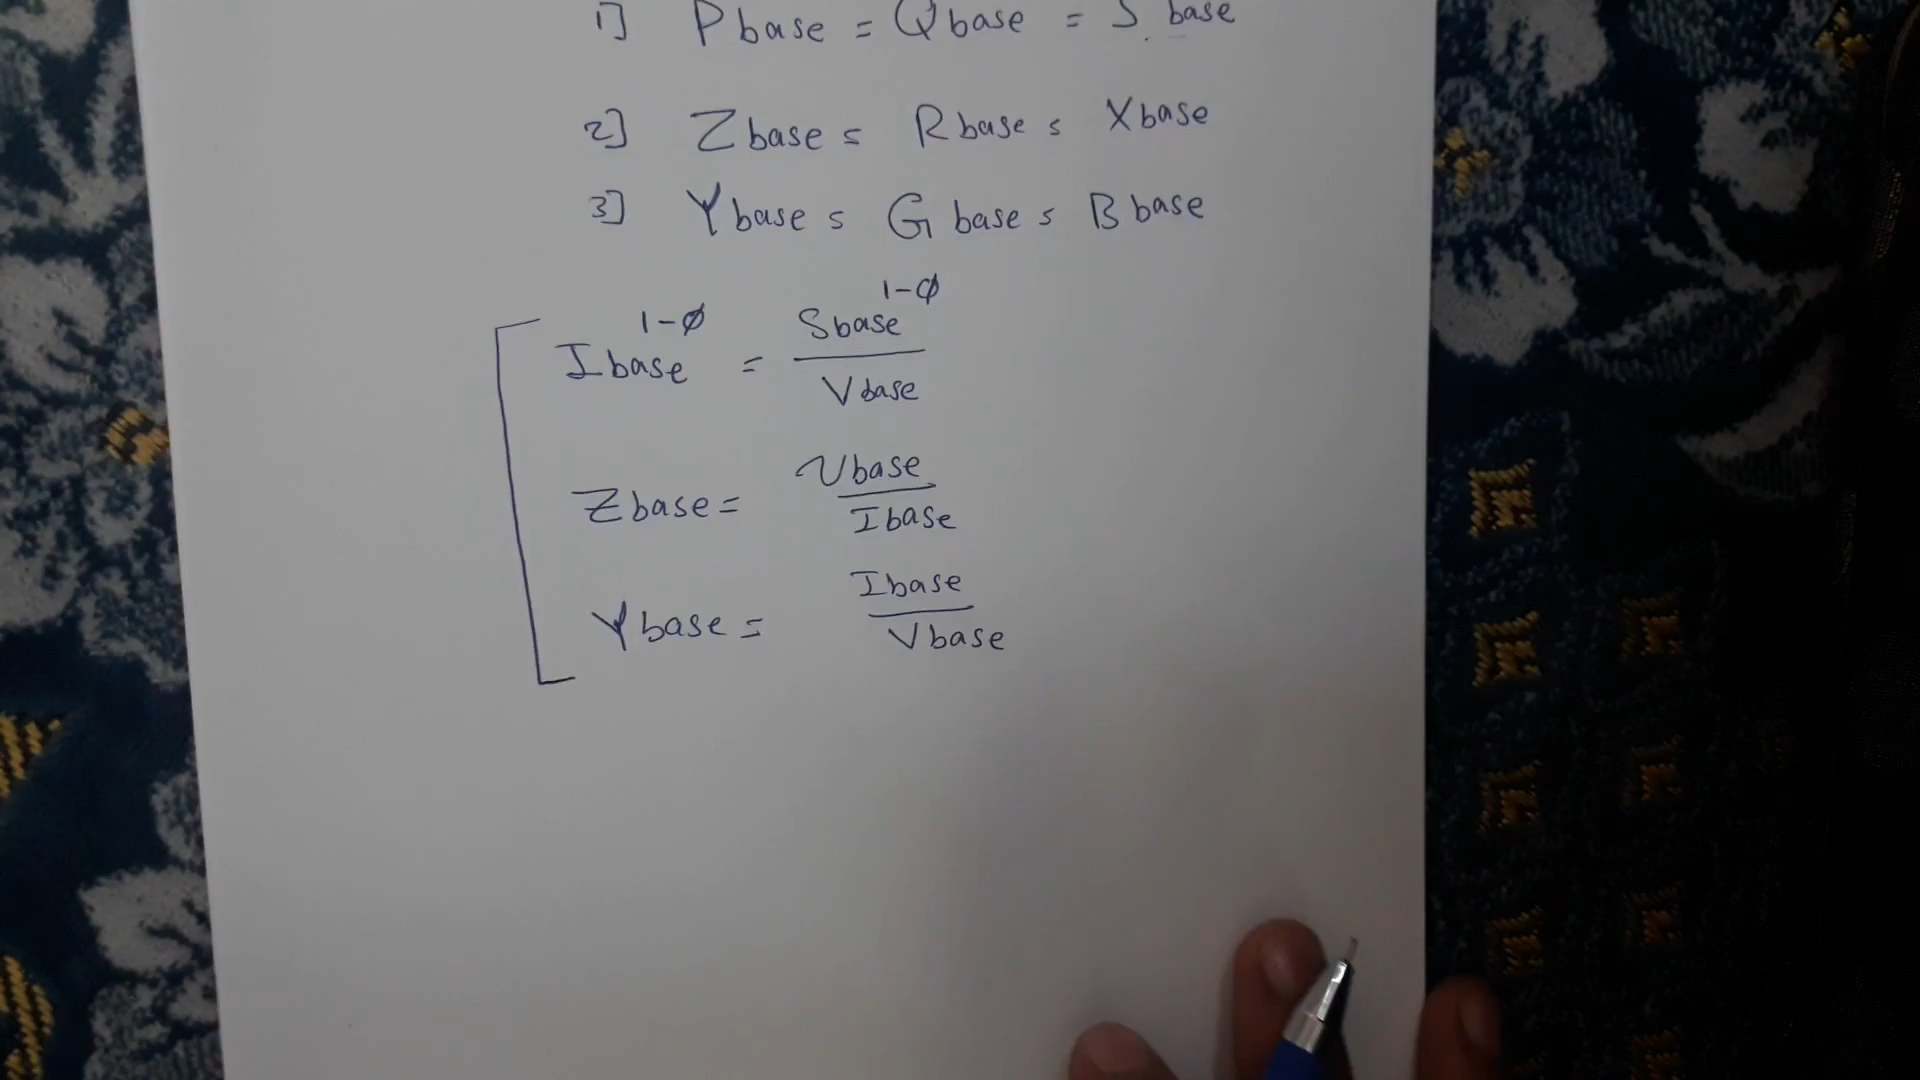 1] Pbase = Qbase = Sbase
2] Zbase = Rbase = Xbase
3] Ybase = Gbase = Bbase
Ibase 1-φ = Sbase 1-φ / Vbase
Zbase = Vbase / Ibase
Ybase = Ibase / Vbase